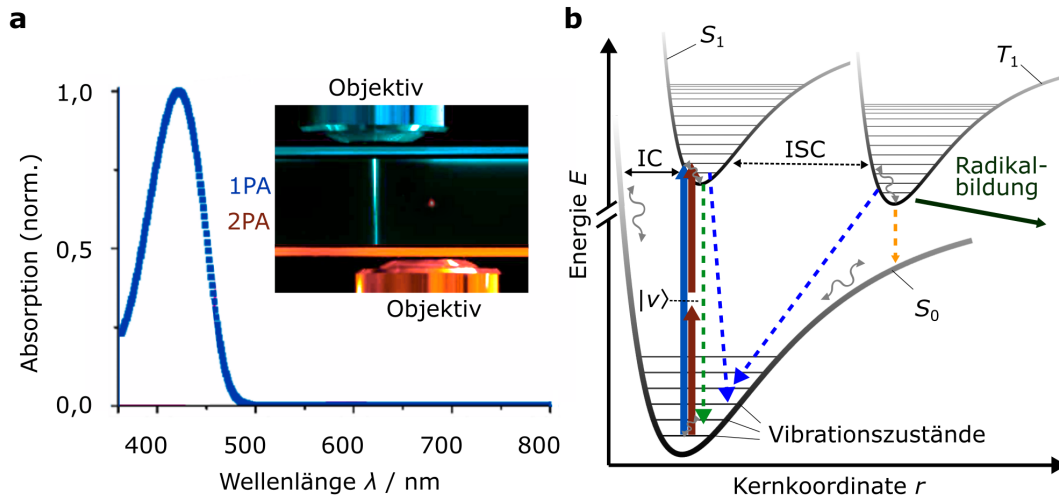 a
Absorption (norm.)
1,0
0,5
0,0
1PA
2PA
Objektiv
Objektiv
400
500
600
700
800
Wellenlänge λ / nm
b
Energie E
S₁
T₁
IC
ISC
Radikal-
bildung
|v⟩
S₀
Vibrationszustände
Kernkoordinate r